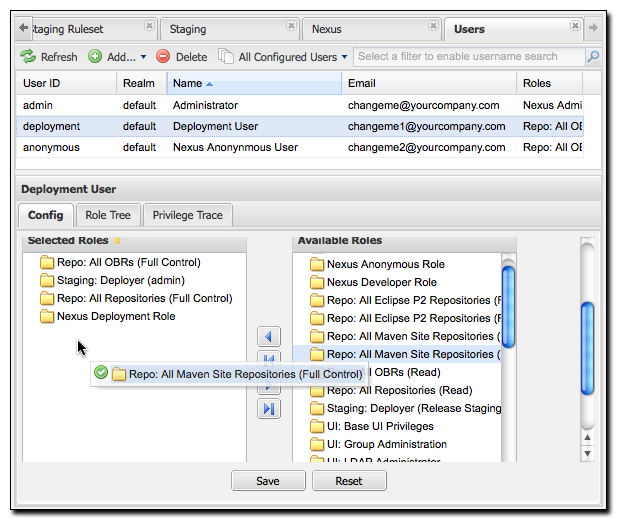 Staging Ruleset Staging Nexus Users
Refresh Add... Delete All Configured Users Select a filter to enable username search
User ID Realm Name Email Roles
admin default Administrator changeme@yourcompany.com Nexus Admi
deployment default Deployment User changeme1@yourcompany.com Repo: All OB
anonymous default Nexus Anonynmous User changeme2@yourcompany.com Repo: All OB
Deployment User
Config Role Tree Privilege Trace
Selected Roles
Repo: All OBRs (Full Control)
Staging: Deployer (admin)
Repo: All Repositories (Full Control)
Nexus Deployment Role
Available Roles
Nexus Anonymous Role
Nexus Developer Role
Repo: All Eclipse P2 Repositories (F
Repo: All Eclipse P2 Repositories (F
Repo: All Maven Site Repositories (
Repo: All Maven Site Repositories (
Repo: All Maven Site Repositories (Full Control)
OBRs (Read)
Repo: All Repositories (Read)
Staging: Deployer (Release Staging
UI: Base UI Privileges
UI: Group Administration
UI: LDAP Administrator
Save Reset